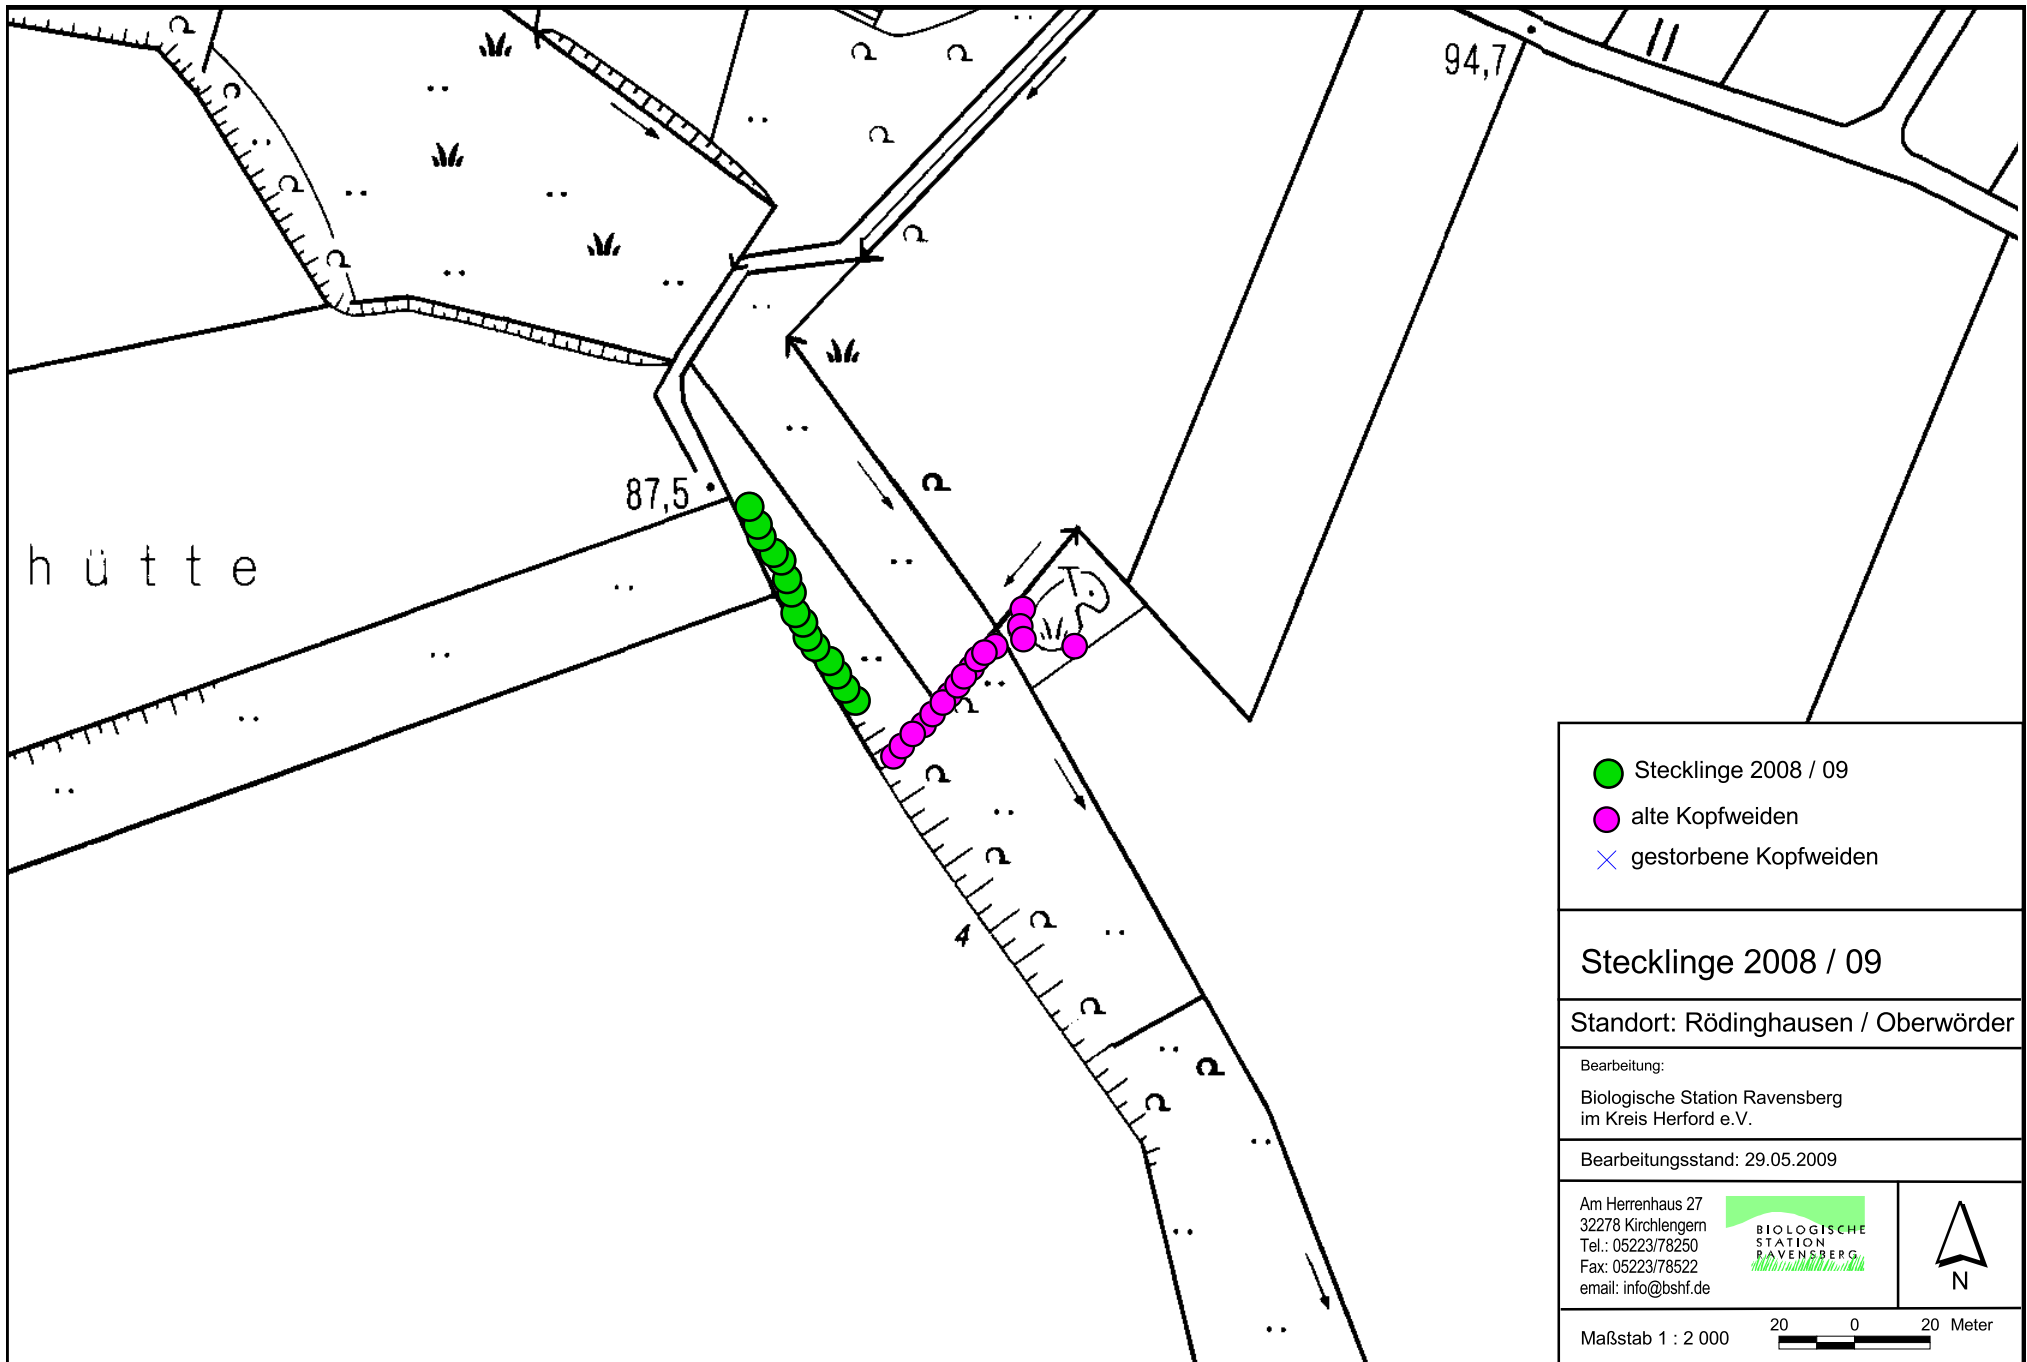 94,7
87,5
hütte
4
Stecklinge 2008 / 09
alte Kopfweiden
gestorbene Kopfweiden
Stecklinge 2008 / 09
Standort: Rödinghausen / Oberwörder
Bearbeitung:
Biologische Station Ravensberg
im Kreis Herford e.V.
Bearbeitungsstand: 29.05.2009
Am Herrenhaus 27
32278 Kirchlengern
Tel.: 05223/78250
Fax: 05223/78522
email: info@bshf.de
BIOLOGISCHE
STATION
RAVENSBERG
N
Maßstab 1 : 2 000
20 0 20 Meter